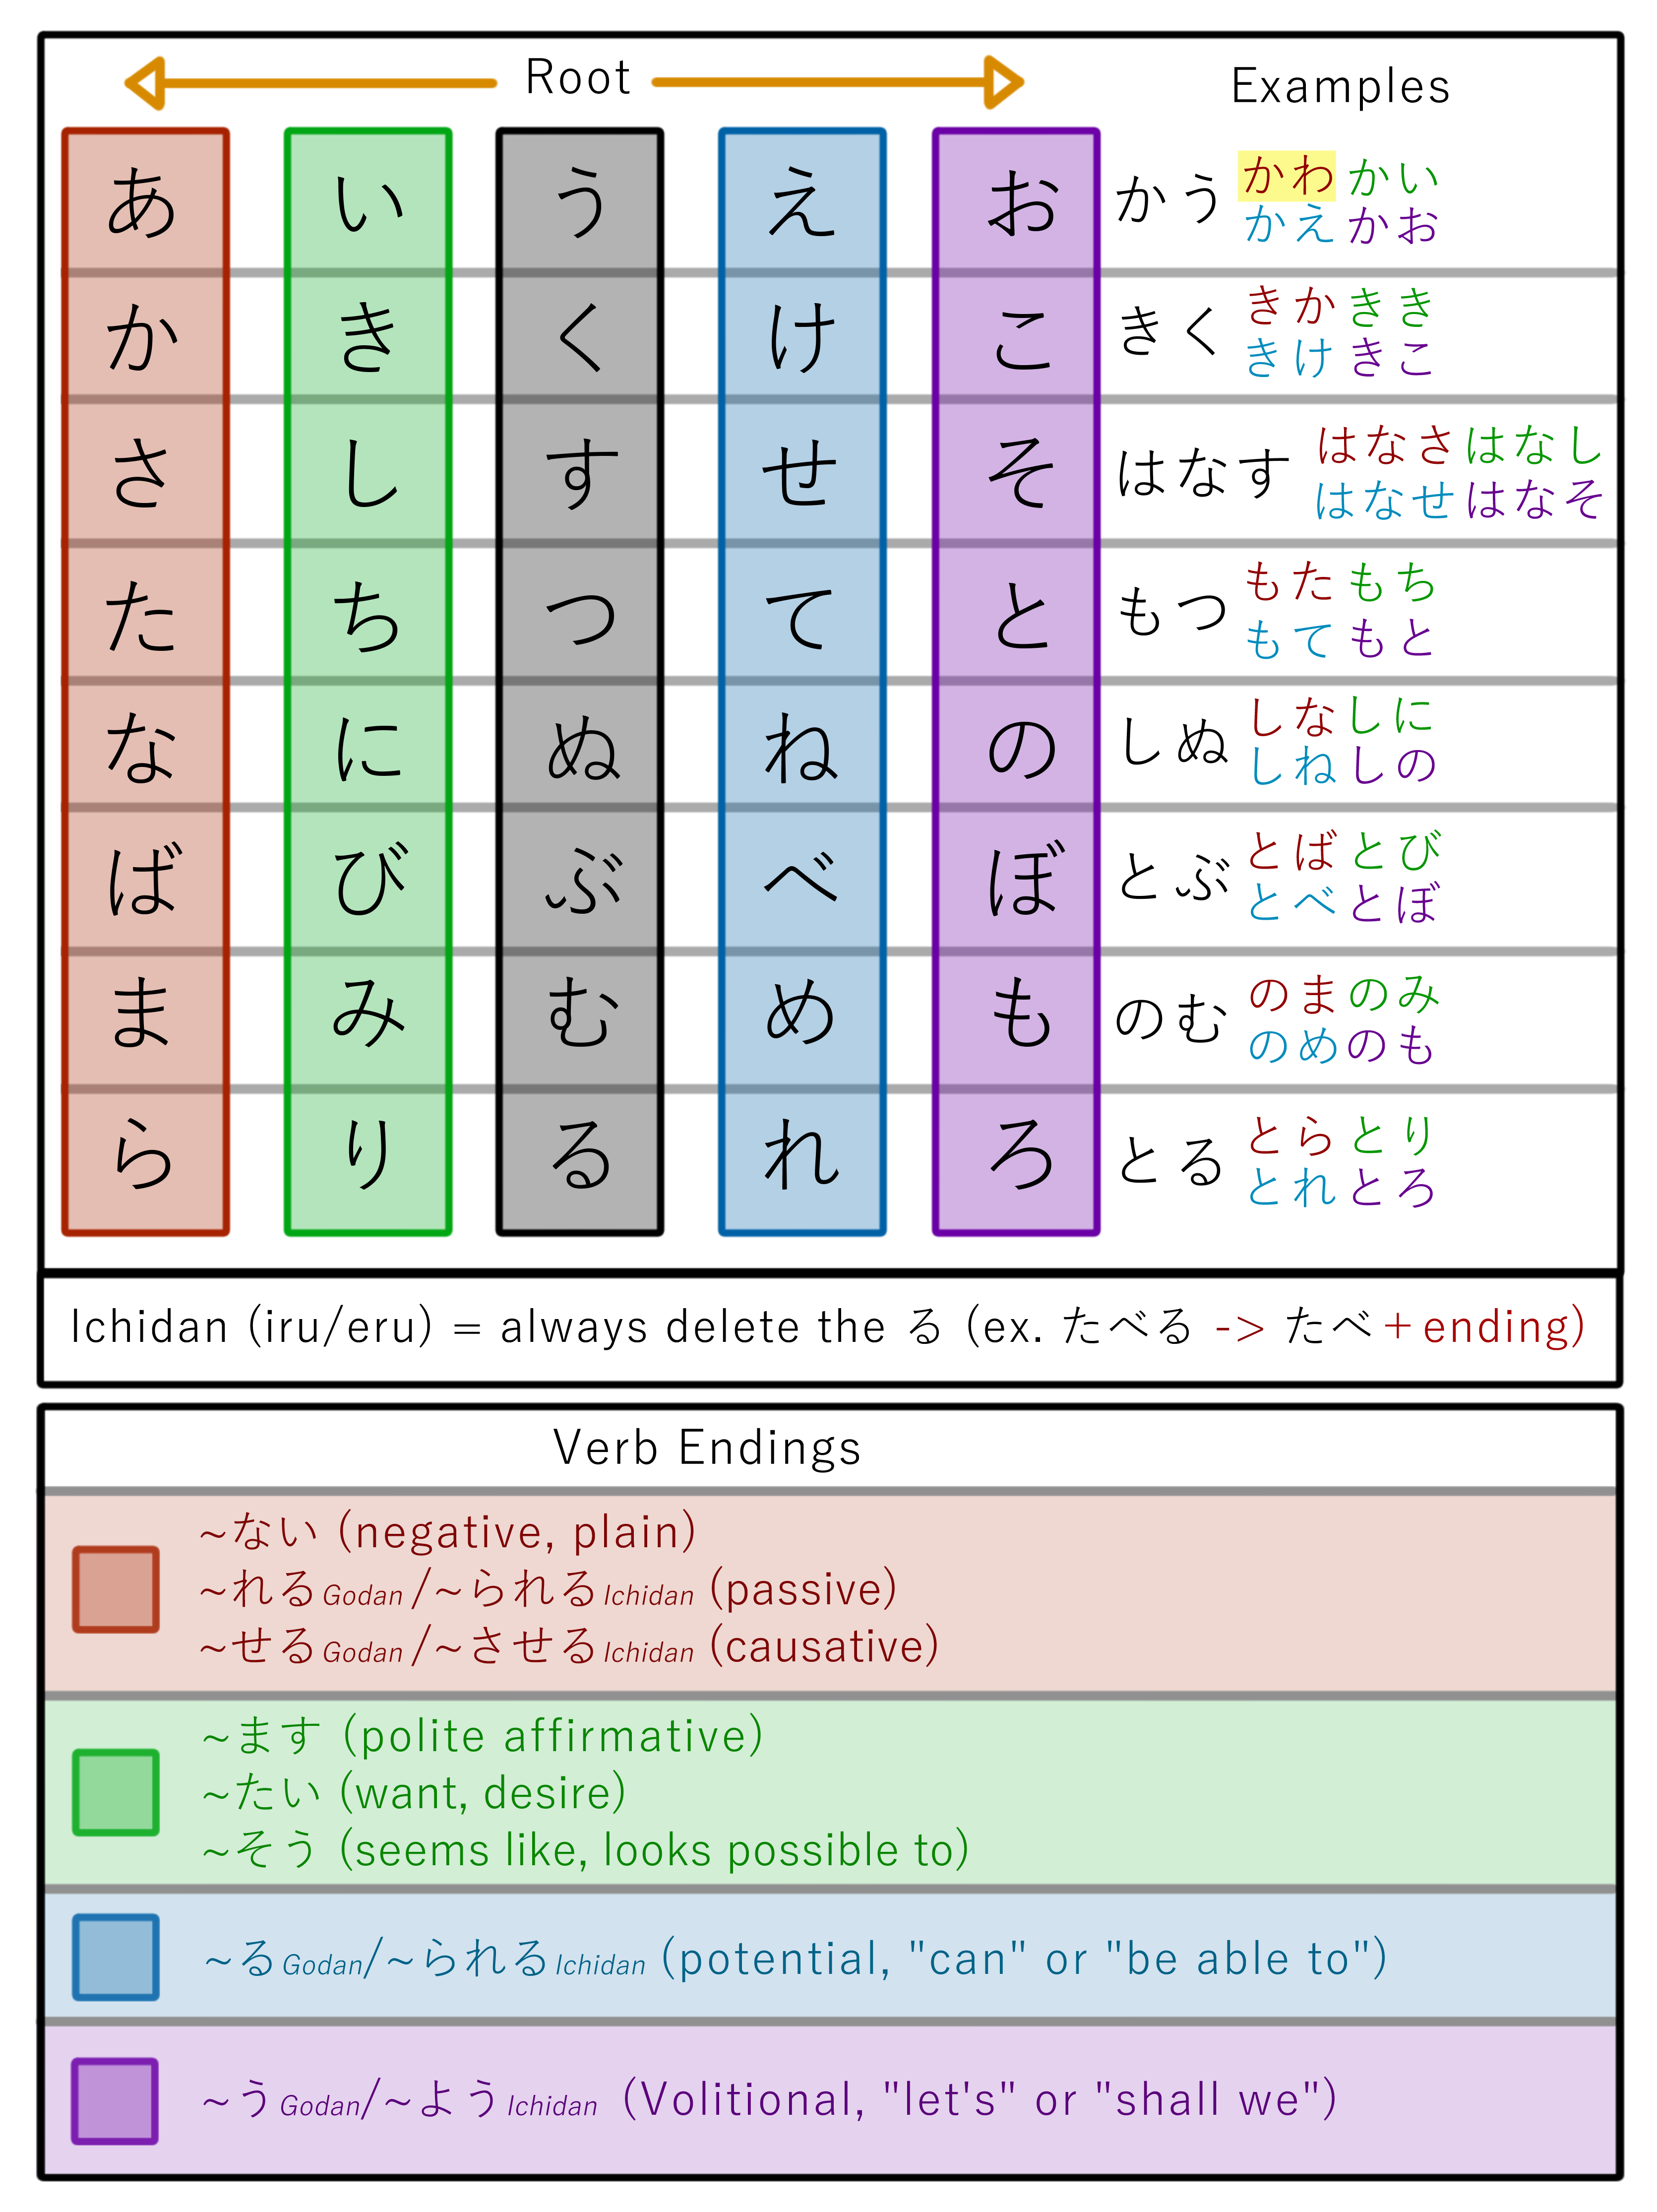 Root Examples
あ い う え お かう かわ かい
かえ かお
か き く け こ きく きか きき
きけ きこ
さ し す せ そ はなす はなさ はなし
はなせ はなそ
た ち つ て と もつ もた もち
もて もと
な に ぬ ね の しぬ しな しに
しね しの
ば び ぶ べ ぼ とぶ とば とび
とべ とぼ
ま み む め も のむ のま のみ
のめ のも
ら り る れ ろ とる とら とり
とれ とろ
Ichidan (iru/eru) = always delete the る (ex. たべる -> たべ+ending)
Verb Endings
~ない (negative, plain)
~れる Godan /~られる Ichidan (passive)
~せる Godan /~させる Ichidan (causative)
~ます (polite affirmative)
~たい (want, desire)
~そう (seems like, looks possible to)
~る Godan/~られる Ichidan (potential, "can" or "be able to")
~う Godan/~よう Ichidan (Volitional, "let's" or "shall we")